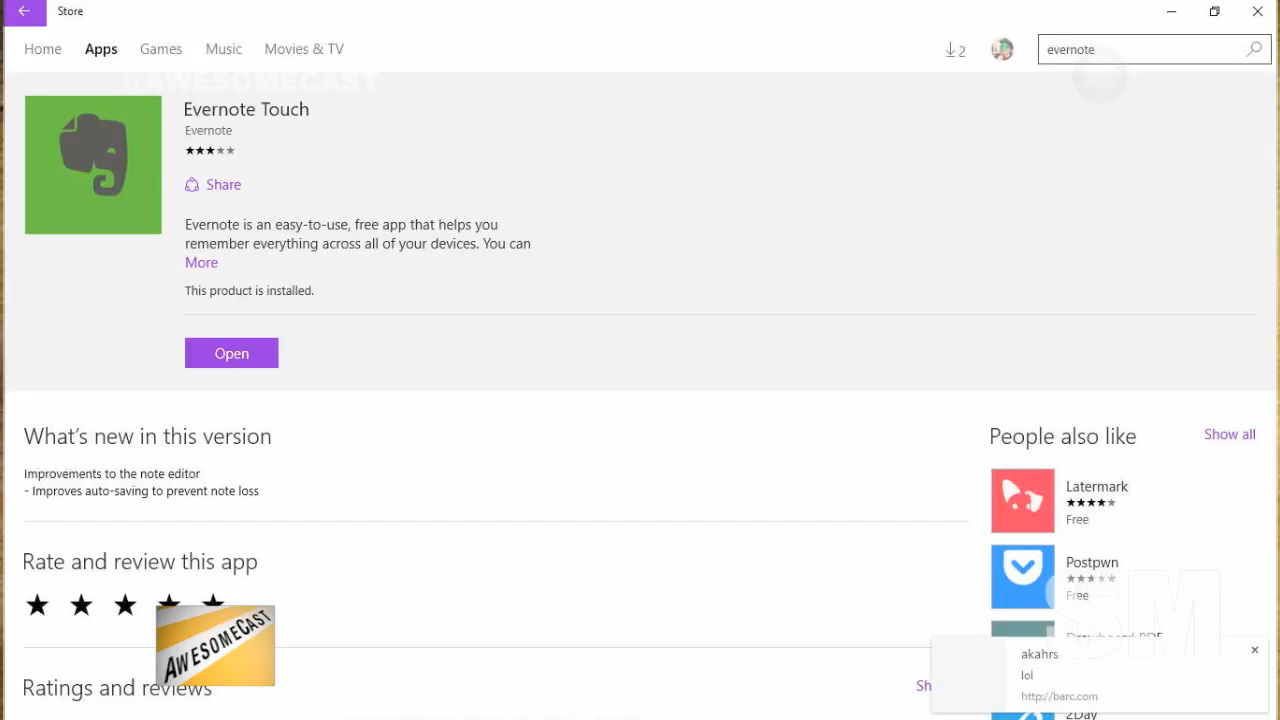 Store
Home Apps Games Music Movies & TV
2
evernote
AWESOMECAST
Evernote Touch
Evernote
Share
Evernote is an easy-to-use, free app that helps you
remember everything across all of your devices. You can
More
This product is installed.
Open
What's new in this version
Improvements to the note editor
- Improves auto-saving to prevent note loss
Rate and review this app
AWESOMECAST
Ratings and reviews
People also like
Show all
Latermark
Free
Postpwn
Free
SM
akahrs
lol
http://barc.com
2Day